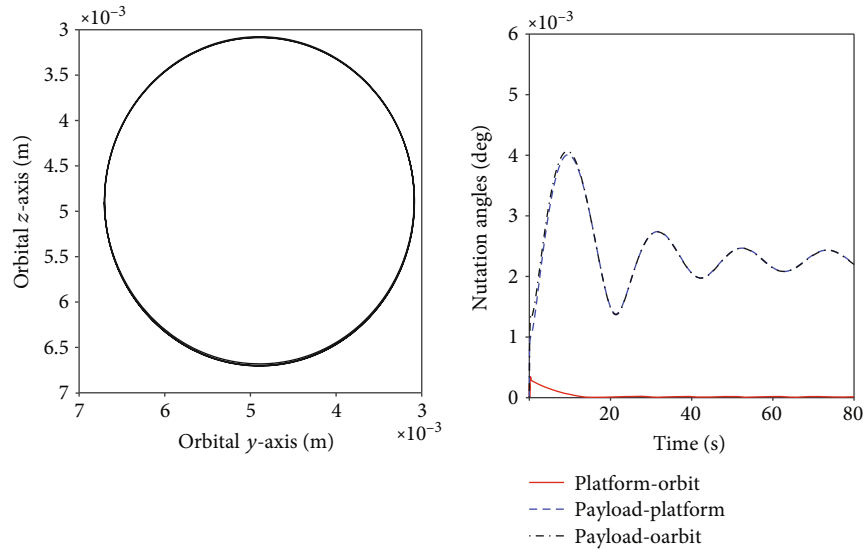 ×10⁻³
3
3.5
4
4.5
5
5.5
6
6.5
7
Orbital z-axis (m)
7 6 5 4 3
×10⁻³
Orbital y-axis (m)
×10⁻³
6
5
4
3
2
1
0
Nutation angles (deg)
20 40 60 80
Time (s)
Platform-orbit
Payload-platform
Payload-oarbit